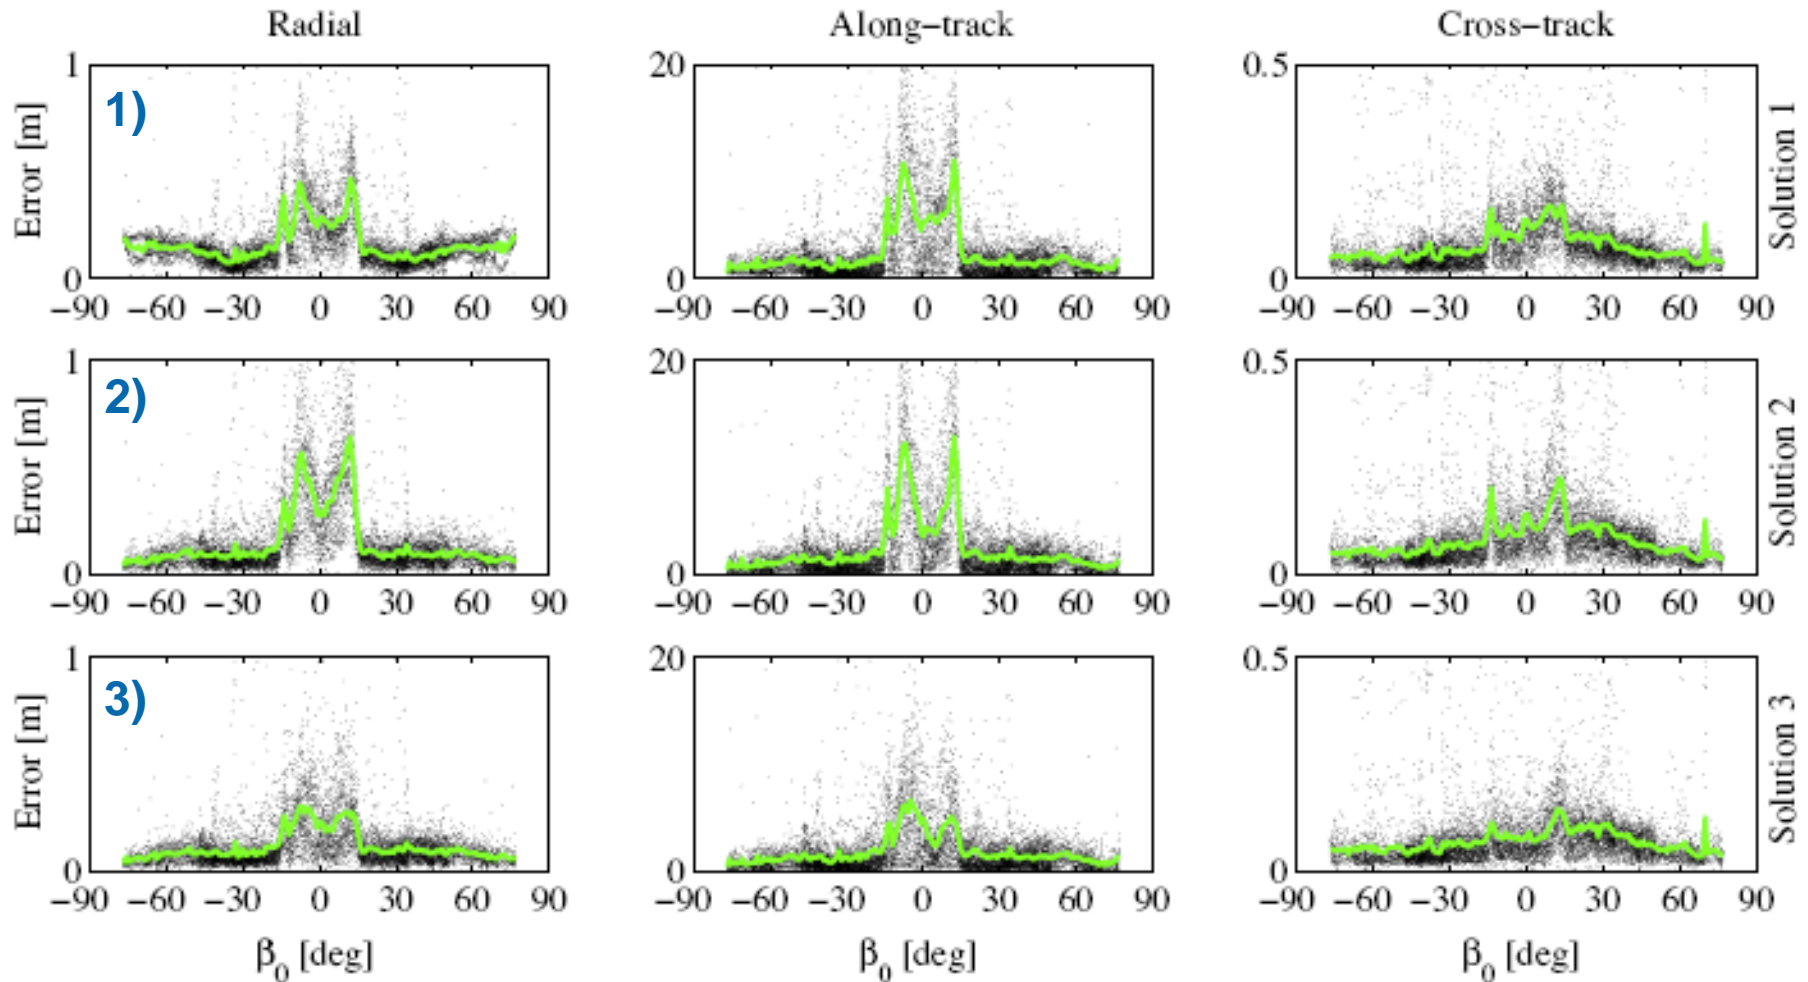 Radial Along−track Cross−track
1 20 0.5
1)
Error [m] Solution 1
0 0 0
−90 −60 −30 0 30 60 90 −90 −60 −30 0 30 60 90 −90 −60 −30 0 30 60 90
1 20 0.5
2)
Error [m] Solution 2
0 0 0
−90 −60 −30 0 30 60 90 −90 −60 −30 0 30 60 90 −90 −60 −30 0 30 60 90
1 20 0.5
3)
Error [m] Solution 3
0 0 0
−90 −60 −30 0 30 60 90 −90 −60 −30 0 30 60 90 −90 −60 −30 0 30 60 90
β0 [deg] β0 [deg] β0 [deg]